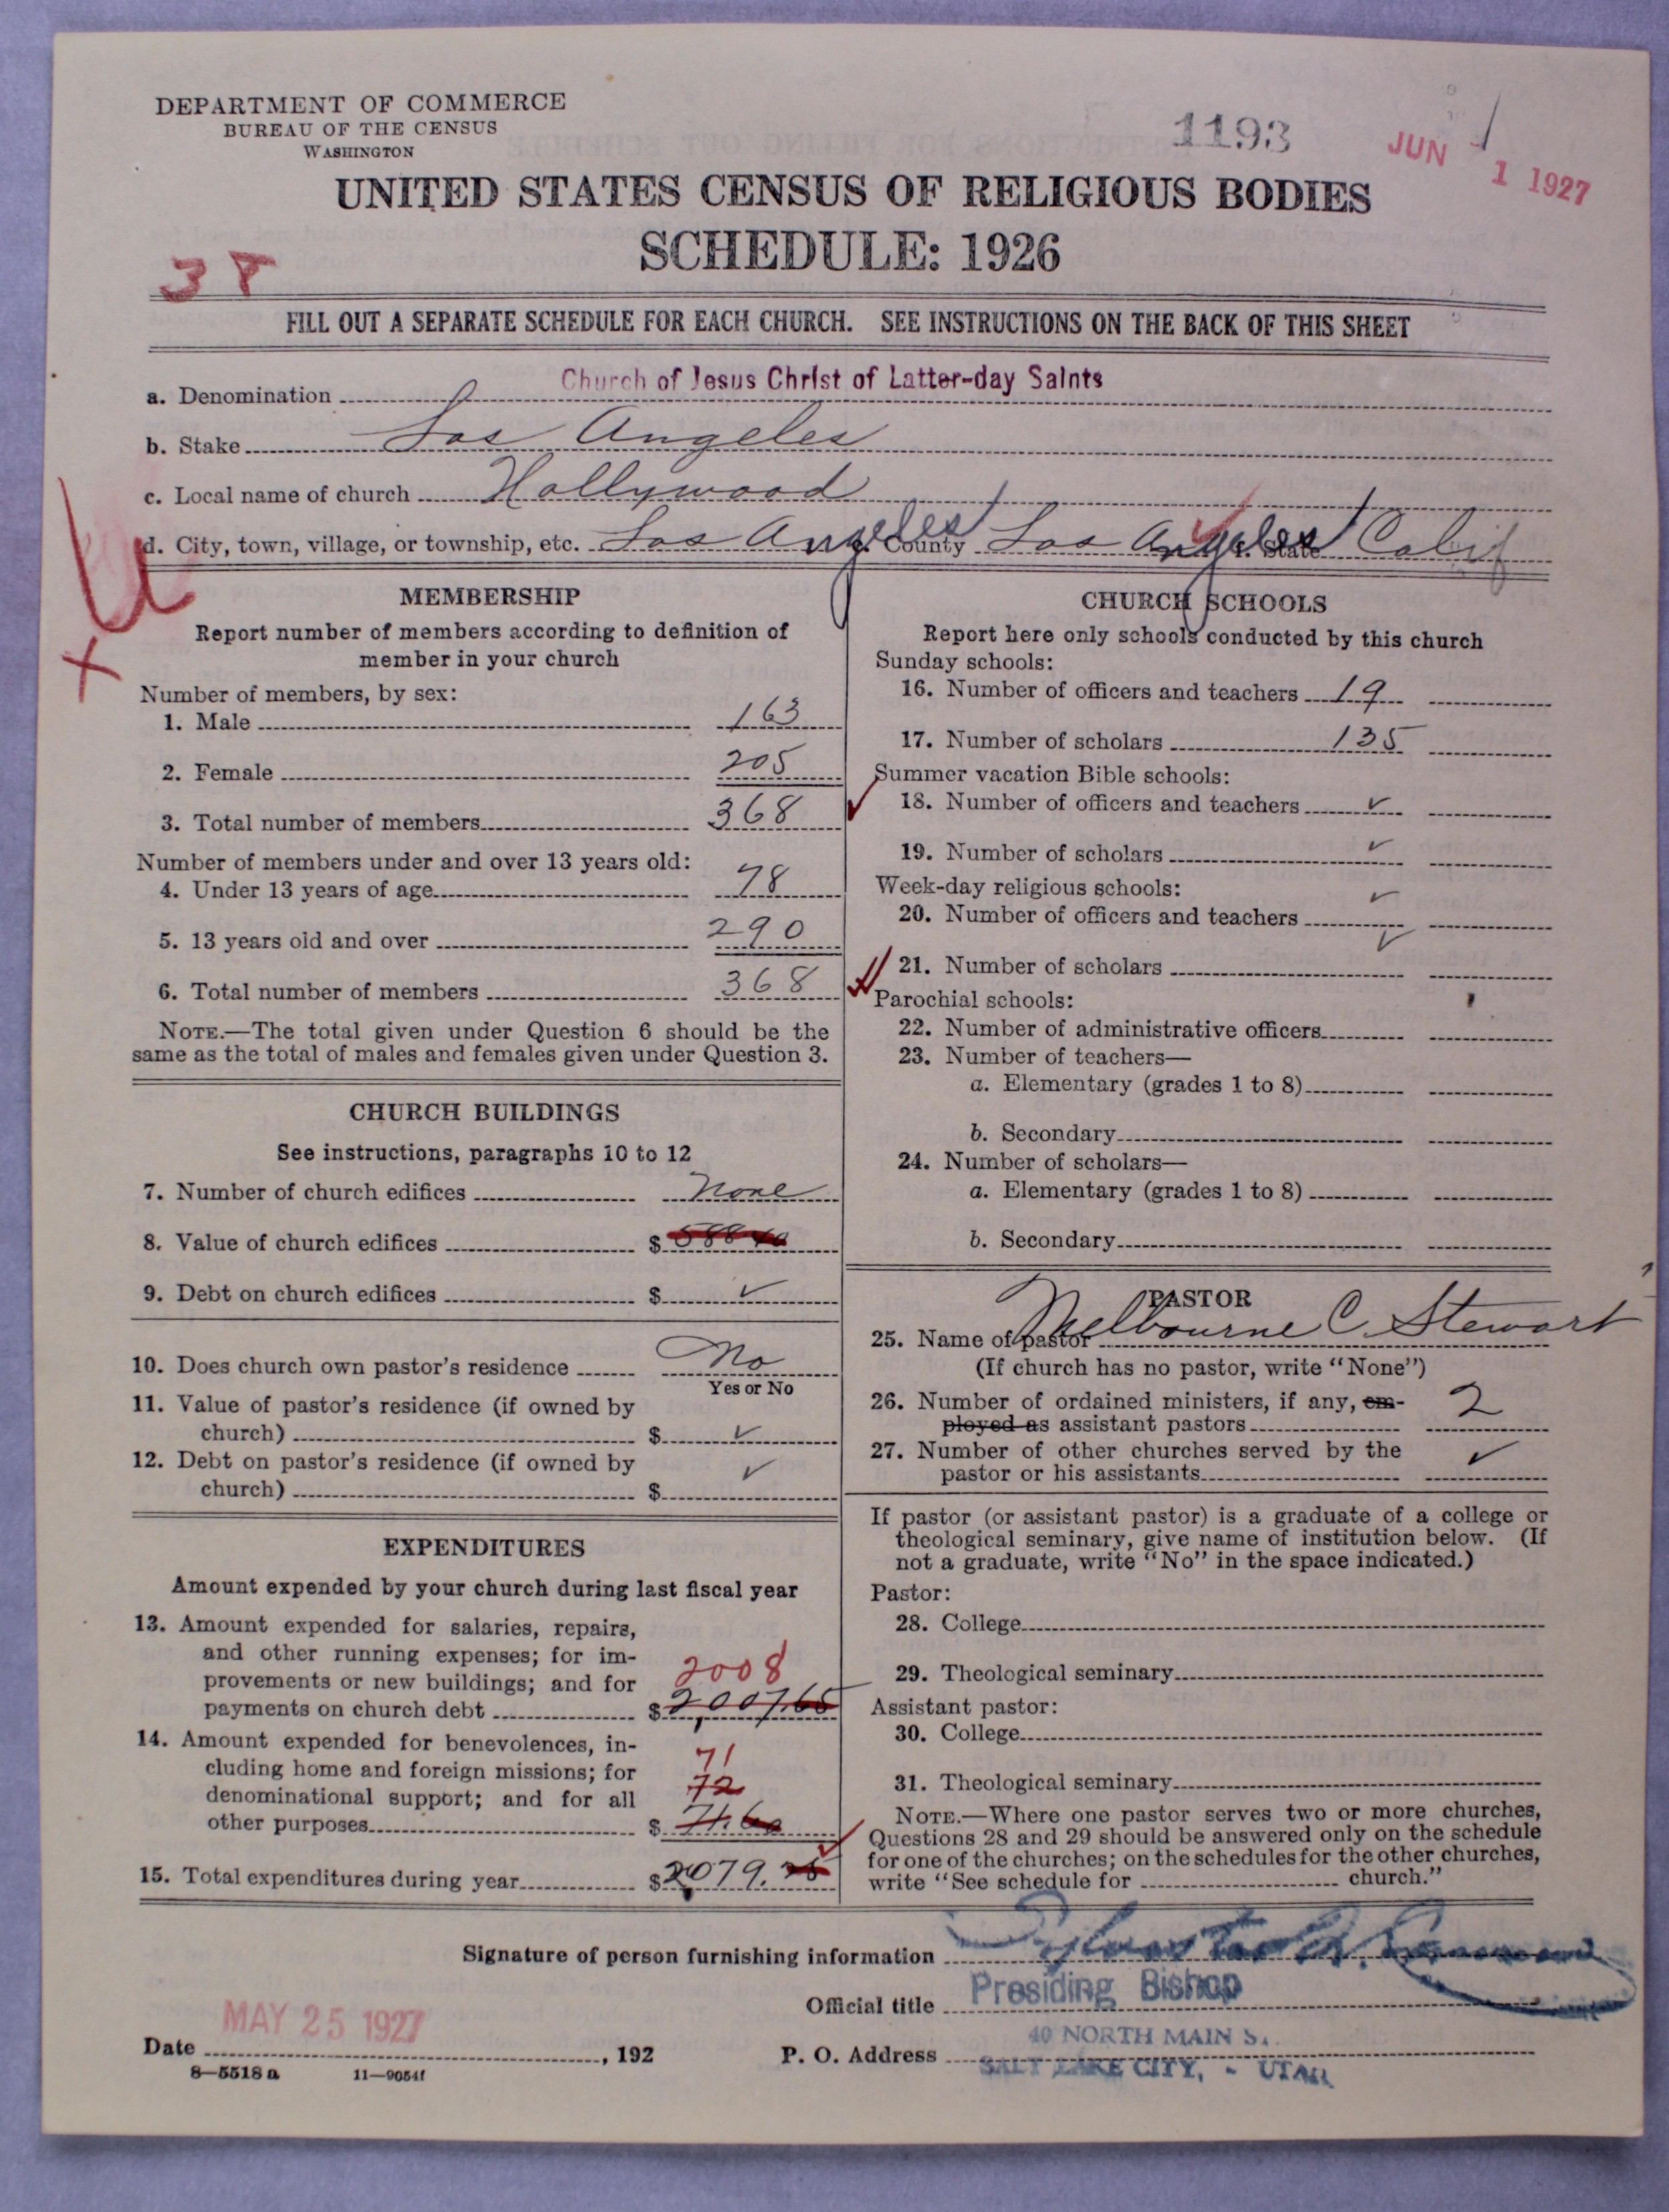 DEPARTMENT OF COMMERCE
BUREAU OF THE CENSUS
WASHINGTON
1193
JUN 1 1927
UNITED STATES CENSUS OF RELIGIOUS BODIES
SCHEDULE: 1926
FILL OUT A SEPARATE SCHEDULE FOR EACH CHURCH. SEE INSTRUCTIONS ON THE BACK OF THIS SHEET
a. Denomination Church of Jesus Christ of Latter-day Saints
b. Stake Los Angeles
c. Local name of church Hollywood
d. City, town, village, or township, etc. Los Angeles County Los Angeles State Calif
MEMBERSHIP
Report number of members according to definition of
member in your church
Number of members, by sex:
1. Male 163
2. Female 205
3. Total number of members 368
Number of members under and over 13 years old:
4. Under 13 years of age 78
5. 13 years old and over 290
6. Total number of members 368
NOTE.—The total given under Question 6 should be the
same as the total of males and females given under Question 3.
CHURCH BUILDINGS
See instructions, paragraphs 10 to 12
7. Number of church edifices none
8. Value of church edifices $
9. Debt on church edifices $ ✓
10. Does church own pastor's residence No
Yes or No
11. Value of pastor's residence (if owned by
church) $ ✓
12. Debt on pastor's residence (if owned by
church) $ ✓
EXPENDITURES
Amount expended by your church during last fiscal year
13. Amount expended for salaries, repairs,
and other running expenses; for im-
provements or new buildings; and for 2008
payments on church debt $ 2,007.65
14. Amount expended for benevolences, in-
cluding home and foreign missions; for 71
denominational support; and for all 72
other purposes $ 71.60
15. Total expenditures during year $ 2,079.25
CHURCH SCHOOLS
Report here only schools conducted by this church
Sunday schools:
16. Number of officers and teachers 19
17. Number of scholars 135
Summer vacation Bible schools:
18. Number of officers and teachers ✓
19. Number of scholars ✓
Week-day religious schools:
20. Number of officers and teachers ✓
21. Number of scholars ✓
Parochial schools:
22. Number of administrative officers
23. Number of teachers—
a. Elementary (grades 1 to 8)
b. Secondary
24. Number of scholars—
a. Elementary (grades 1 to 8)
b. Secondary
PASTOR
25. Name of pastor Melbourne C. Stewart
(If church has no pastor, write "None")
26. Number of ordained ministers, if any, em-
ployed as assistant pastors 2
27. Number of other churches served by the
pastor or his assistants ✓
If pastor (or assistant pastor) is a graduate of a college or
theological seminary, give name of institution below. (If
not a graduate, write "No" in the space indicated.)
Pastor:
28. College
29. Theological seminary
Assistant pastor:
30. College
31. Theological seminary
NOTE.—Where one pastor serves two or more churches,
Questions 28 and 29 should be answered only on the schedule
for one of the churches; on the schedules for the other churches,
write "See schedule for church."
Signature of person furnishing information
Official title Presiding Bishop
Date MAY 25 1927, 192
P. O. Address 40 NORTH MAIN ST.
SALT LAKE CITY, - UTAH
8—5518 a 11—9054f